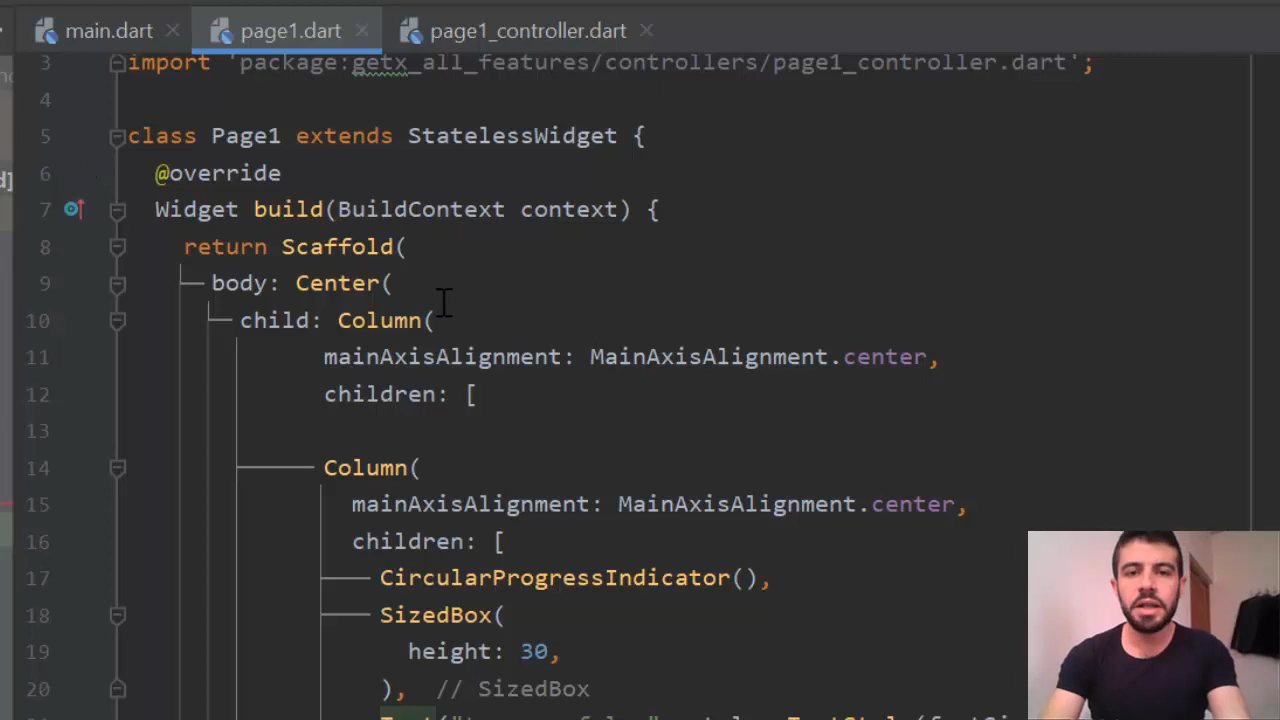 main.dart page1.dart page1_controller.dart
3 import 'package:getx_all_features/controllers/page1_controller.dart';
4
5 class Page1 extends StatelessWidget {
6 @override
7 Widget build(BuildContext context) {
8 return Scaffold(
9 body: Center(
10 child: Column(
11 mainAxisAlignment: MainAxisAlignment.center,
12 children: [
13
14 Column(
15 mainAxisAlignment: MainAxisAlignment.center,
16 children: [
17 CircularProgressIndicator(),
18 SizedBox(
19 height: 30,
20 ), // SizedBox